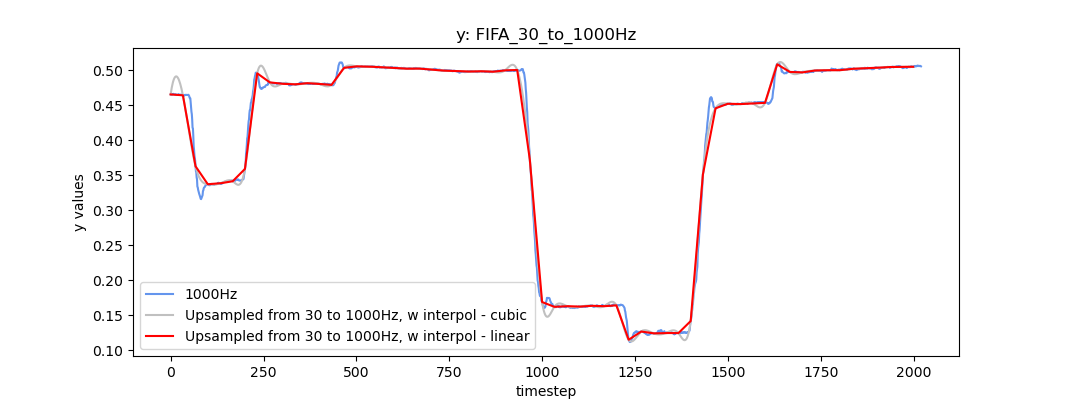 y: FIFA_30_to_1000Hz
0.50
0.45
0.40
0.35
0.30
0.25
0.20
0.15
0.10
y values
1000Hz
Upsampled from 30 to 1000Hz, w interpol - cubic
Upsampled from 30 to 1000Hz, w interpol - linear
0 250 500 750 1000 1250 1500 1750 2000
timestep